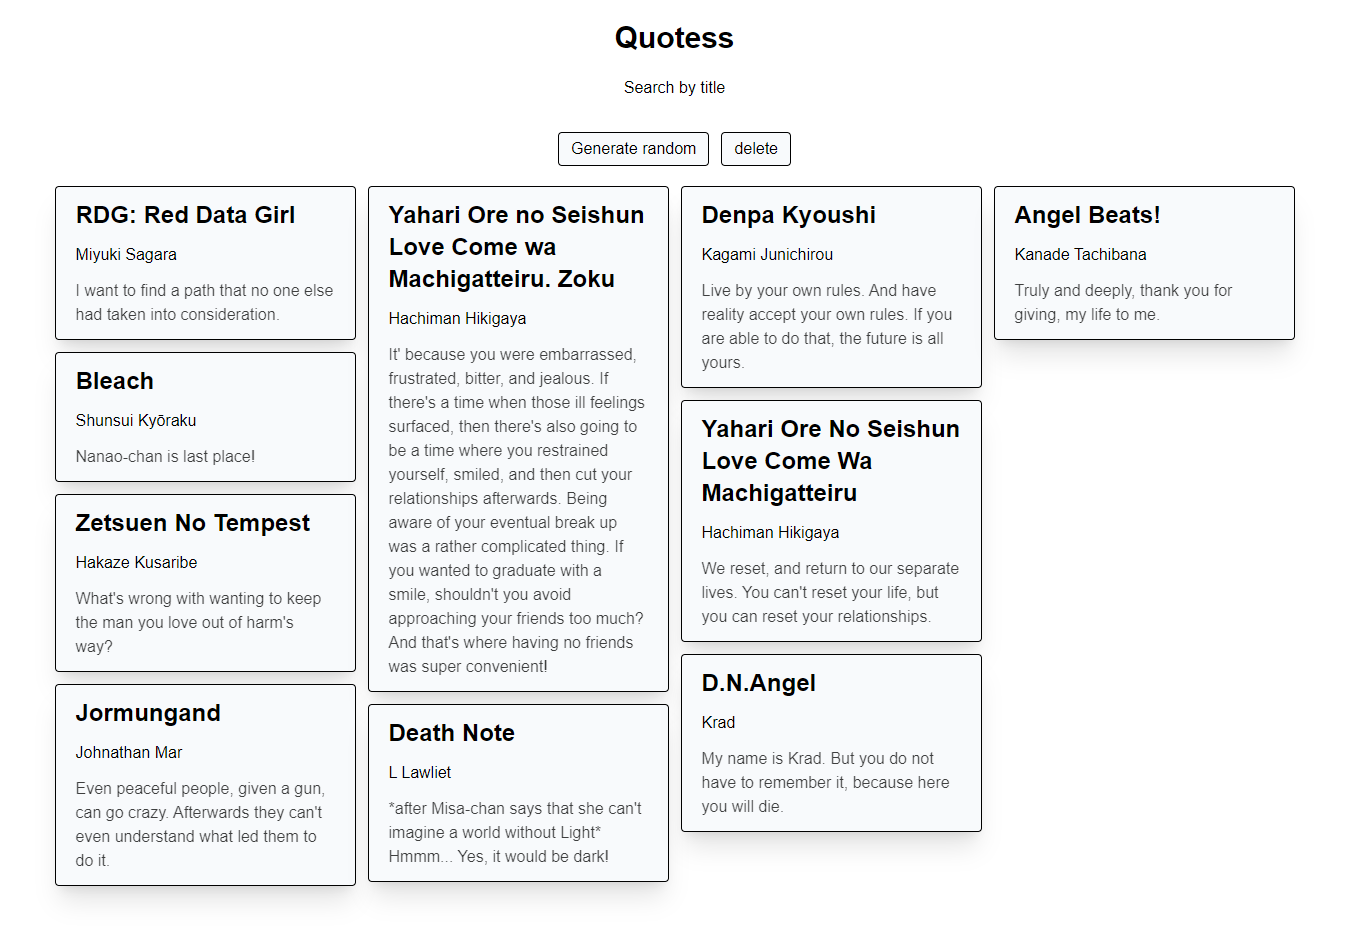 Quotess
Search by title
Generate random
delete
RDG: Red Data Girl
Miyuki Sagara
I want to find a path that no one else
had taken into consideration.
Bleach
Shunsui Kyōraku
Nanao-chan is last place!
Zetsuen No Tempest
Hakaze Kusaribe
What's wrong with wanting to keep
the man you love out of harm's
way?
Jormungand
Johnathan Mar
Even peaceful people, given a gun,
can go crazy. Afterwards they can't
even understand what led them to
do it.
Yahari Ore no Seishun
Love Come wa
Machigatteiru. Zoku
Hachiman Hikigaya
It' because you were embarrassed,
frustrated, bitter, and jealous. If
there's a time when those ill feelings
surfaced, then there's also going to
be a time where you restrained
yourself, smiled, and then cut your
relationships afterwards. Being
aware of your eventual break up
was a rather complicated thing. If
you wanted to graduate with a
smile, shouldn't you avoid
approaching your friends too much?
And that's where having no friends
was super convenient!
Death Note
L Lawliet
*after Misa-chan says that she can't
imagine a world without Light*
Hmmm... Yes, it would be dark!
Denpa Kyoushi
Kagami Junichirou
Live by your own rules. And have
reality accept your own rules. If you
are able to do that, the future is all
yours.
Yahari Ore No Seishun
Love Come Wa
Machigatteiru
Hachiman Hikigaya
We reset, and return to our separate
lives. You can't reset your life, but
you can reset your relationships.
D.N.Angel
Krad
My name is Krad. But you do not
have to remember it, because here
you will die.
Angel Beats!
Kanade Tachibana
Truly and deeply, thank you for
giving, my life to me.